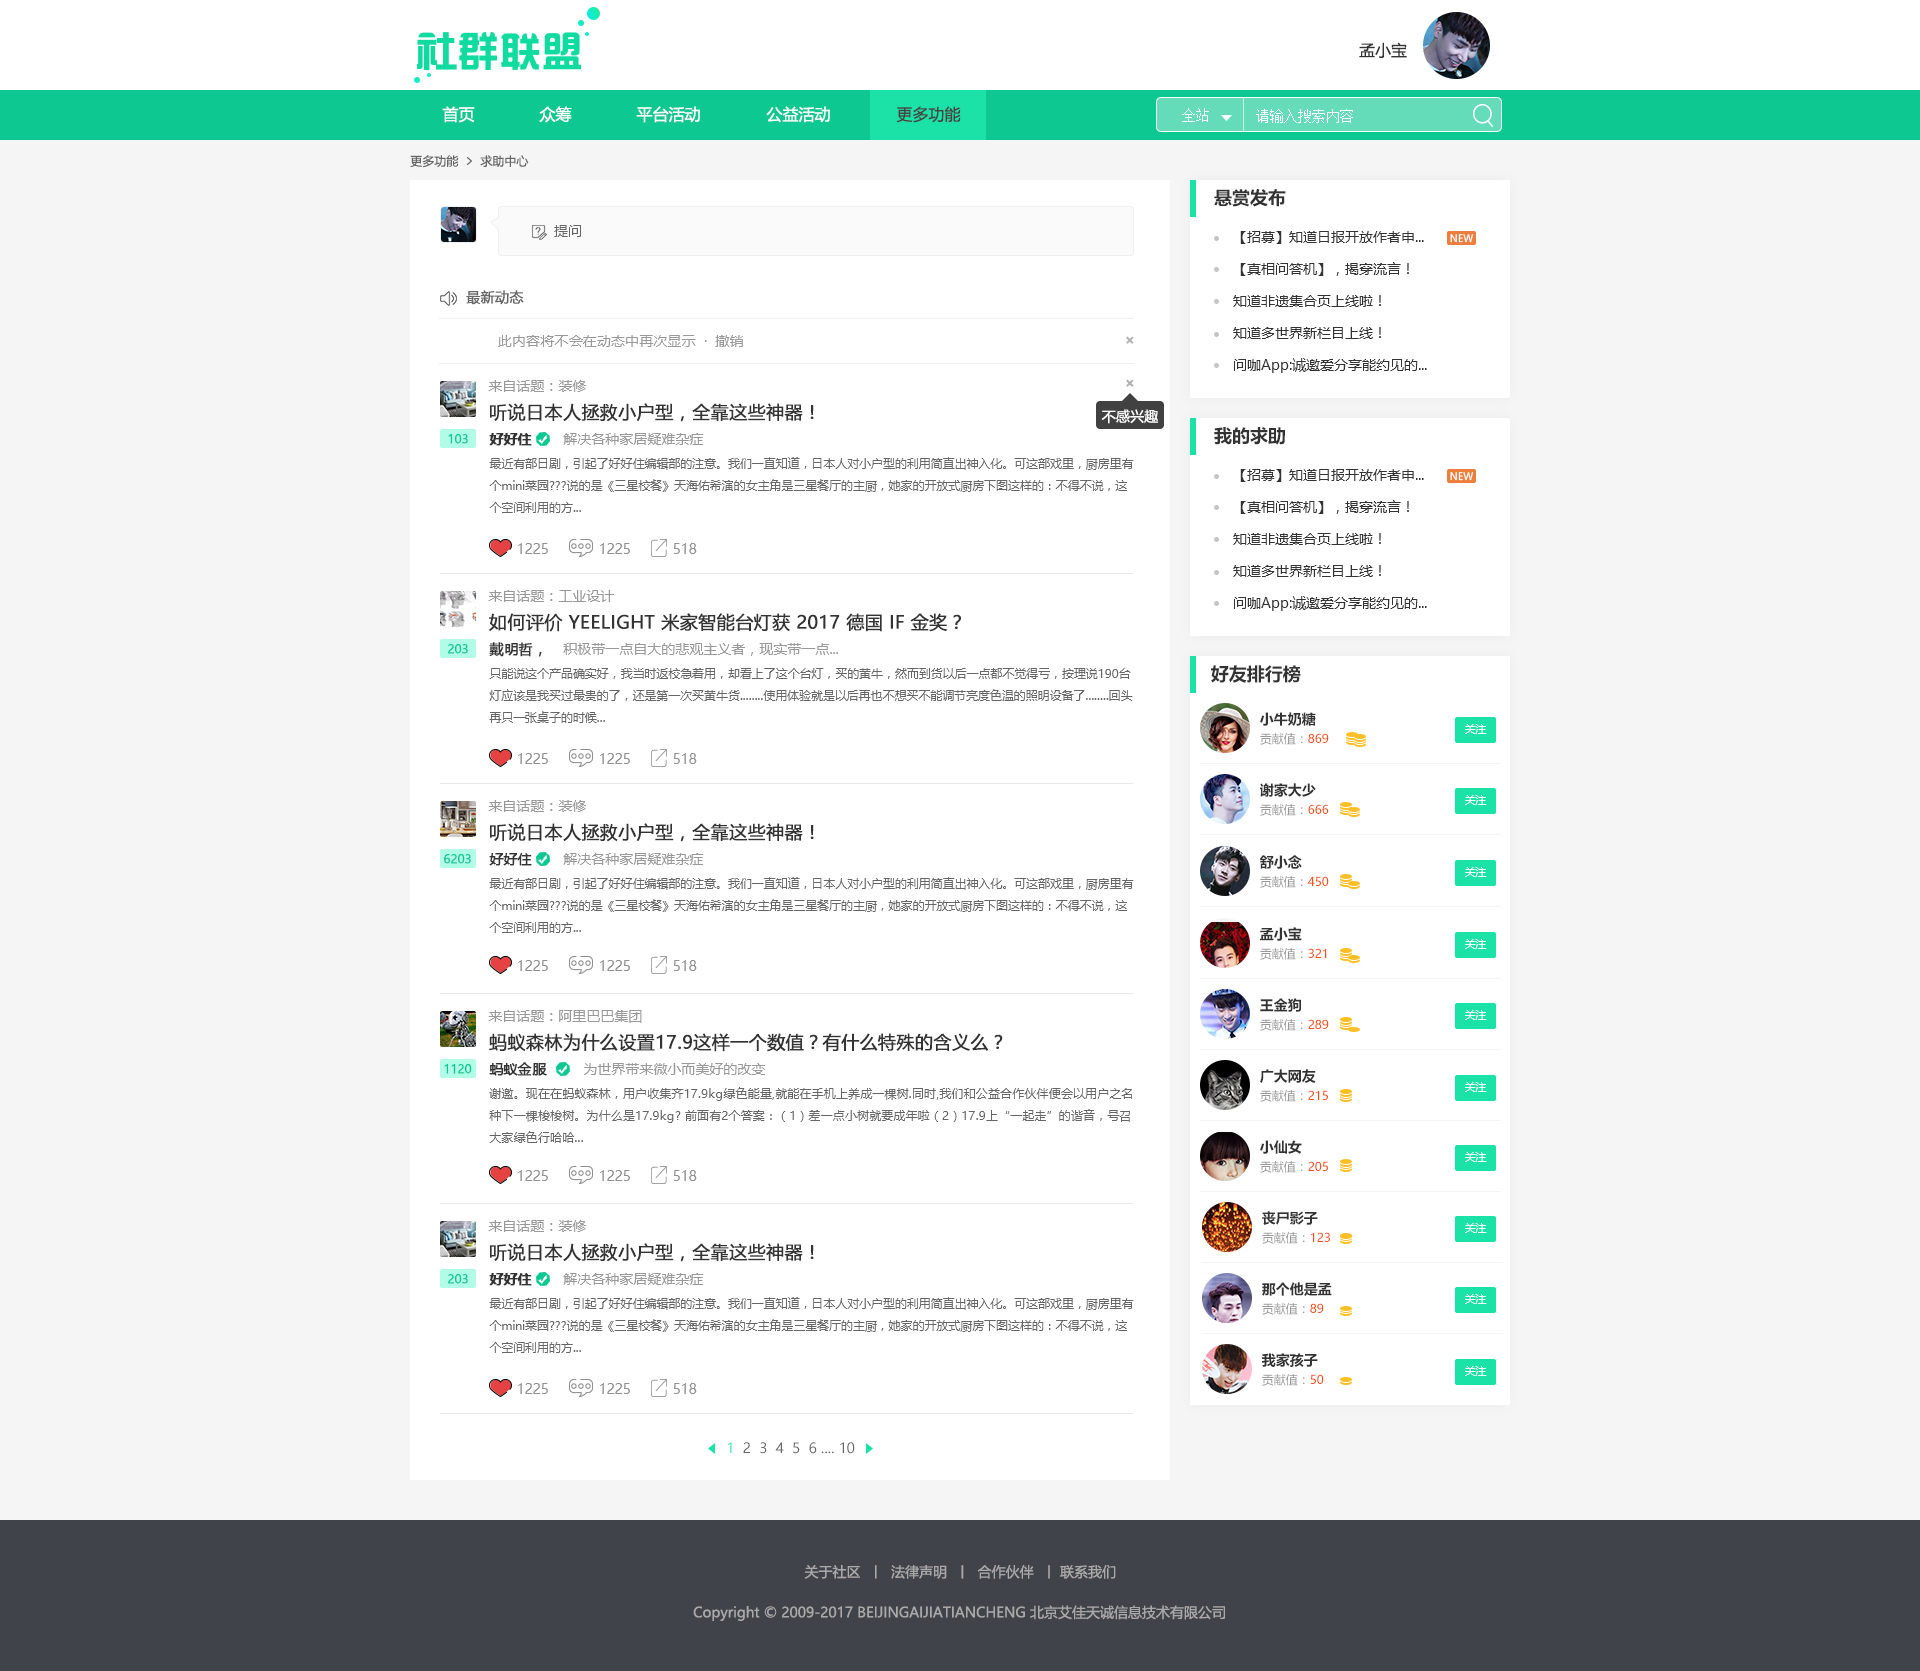 社群联盟
孟小宝
首页 众筹 平台活动 公益活动 更多功能 全站 请输入搜索内容
更多功能 > 求助中心
提问
最新动态
此内容将不会在动态中再次显示 · 撤销 ×
来自话题：装修 ×
不感兴趣
听说日本人拯救小户型，全靠这些神器！
103 好好住 解决各种家居疑难杂症
最近有部日剧，引起了好好住编辑部的注意。我们一直知道，日本人对小户型的利用简直出神入化。可这部戏里，厨房里有
个mini菜园???说的是《三星校餐》天海佑希演的女主角是三星餐厅的主厨，她家的开放式厨房下图这样的：不得不说，这
个空间利用的方...
1225 1225 518
来自话题：工业设计
如何评价 YEELIGHT 米家智能台灯获 2017 德国 IF 金奖？
203 戴明哲， 积极带一点自大的悲观主义者，现实带一点...
只能说这个产品确实好，我当时返校急着用，却看上了这个台灯，买的黄牛，然而到货以后一点都不觉得亏，按理说190台
灯应该是我买过最贵的了，还是第一次买黄牛货........使用体验就是以后再也不想买不能调节亮度色温的照明设备了........回头
再只一张桌子的时候...
1225 1225 518
来自话题：装修
听说日本人拯救小户型，全靠这些神器！
6203 好好住 解决各种家居疑难杂症
最近有部日剧，引起了好好住编辑部的注意。我们一直知道，日本人对小户型的利用简直出神入化。可这部戏里，厨房里有
个mini菜园???说的是《三星校餐》天海佑希演的女主角是三星餐厅的主厨，她家的开放式厨房下图这样的：不得不说，这
个空间利用的方...
1225 1225 518
来自话题：阿里巴巴集团
蚂蚁森林为什么设置17.9这样一个数值？有什么特殊的含义么？
1120 蚂蚁金服 为世界带来微小而美好的改变
谢邀。现在在蚂蚁森林，用户收集齐17.9kg绿色能量,就能在手机上养成一棵树.同时,我们和公益合作伙伴便会以用户之名
种下一棵梭梭树。为什么是17.9kg? 前面有2个答案：（1）差一点小树就要成年啦（2）17.9上“一起走”的谐音，号召
大家绿色行哈哈...
1225 1225 518
来自话题：装修
听说日本人拯救小户型，全靠这些神器！
203 好好住 解决各种家居疑难杂症
最近有部日剧，引起了好好住编辑部的注意。我们一直知道，日本人对小户型的利用简直出神入化。可这部戏里，厨房里有
个mini菜园???说的是《三星校餐》天海佑希演的女主角是三星餐厅的主厨，她家的开放式厨房下图这样的：不得不说，这
个空间利用的方...
1225 1225 518
1 2 3 4 5 6 .... 10
悬赏发布
【招募】知道日报开放作者申... NEW
【真相问答机】，揭穿流言！
知道非遗集合页上线啦！
知道多世界新栏目上线！
问咖App:诚邀爱分享能约见的...
我的求助
【招募】知道日报开放作者申... NEW
【真相问答机】，揭穿流言！
知道非遗集合页上线啦！
知道多世界新栏目上线！
问咖App:诚邀爱分享能约见的...
好友排行榜
小牛奶糖
贡献值：869 关注
谢家大少
贡献值：666 关注
舒小念
贡献值：450 关注
孟小宝
贡献值：321 关注
王金狗
贡献值：289 关注
广大网友
贡献值：215 关注
小仙女
贡献值：205 关注
丧尸影子
贡献值：123 关注
那个他是孟
贡献值：89 关注
我家孩子
贡献值：50 关注
关于社区 | 法律声明 | 合作伙伴 | 联系我们
Copyright © 2009-2017 BEIJINGAIJIATIANCHENG 北京艾佳天诚信息技术有限公司